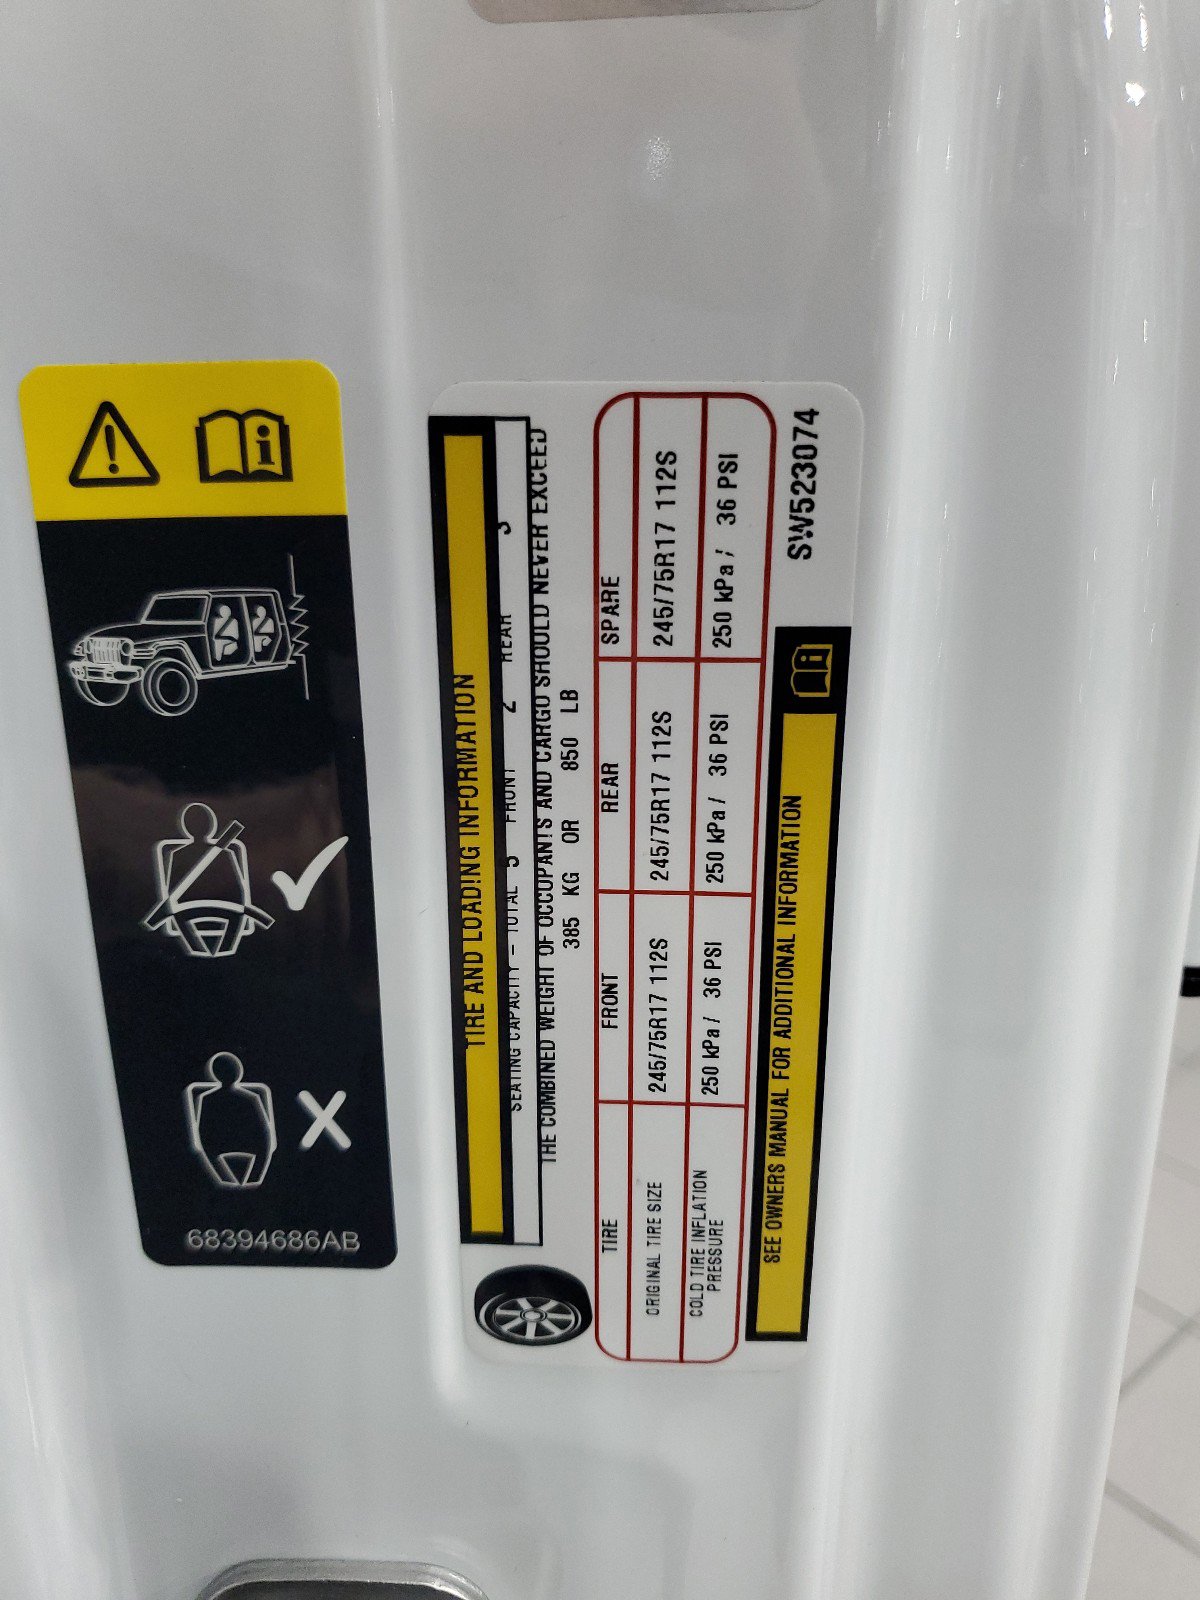 68394686AB
TIRE AND LOADING INFORMATION
SEATING CAPACITY – TOTAL 5 FRONT 2 REAR 3
THE COMBINED WEIGHT OF OCCUPANTS AND CARGO SHOULD NEVER EXCEED
385 KG OR 850 LB
TIRE FRONT REAR SPARE
ORIGINAL TIRE SIZE 245/75R17 112S 245/75R17 112S 245/75R17 112S
COLD TIRE INFLATION
PRESSURE 250 kPa / 36 PSI 250 kPa / 36 PSI 250 kPa / 36 PSI
SEE OWNERS MANUAL FOR ADDITIONAL INFORMATION
SW523074